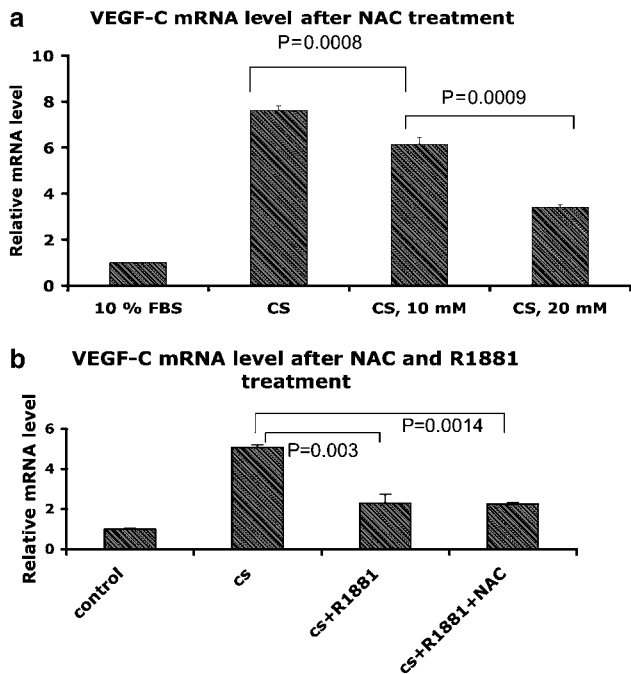 a
VEGF-C mRNA level after NAC treatment
P=0.0008
P=0.0009
Relative mRNA level
10
8
6
4
2
0
10 % FBS
CS
CS, 10 mM
CS, 20 mM
b
VEGF-C mRNA level after NAC and R1881
treatment
P=0.0014
P=0.003
Relative mRNA level
6
4
2
0
control
cs
cs+R1881
cs+R1881+NAC